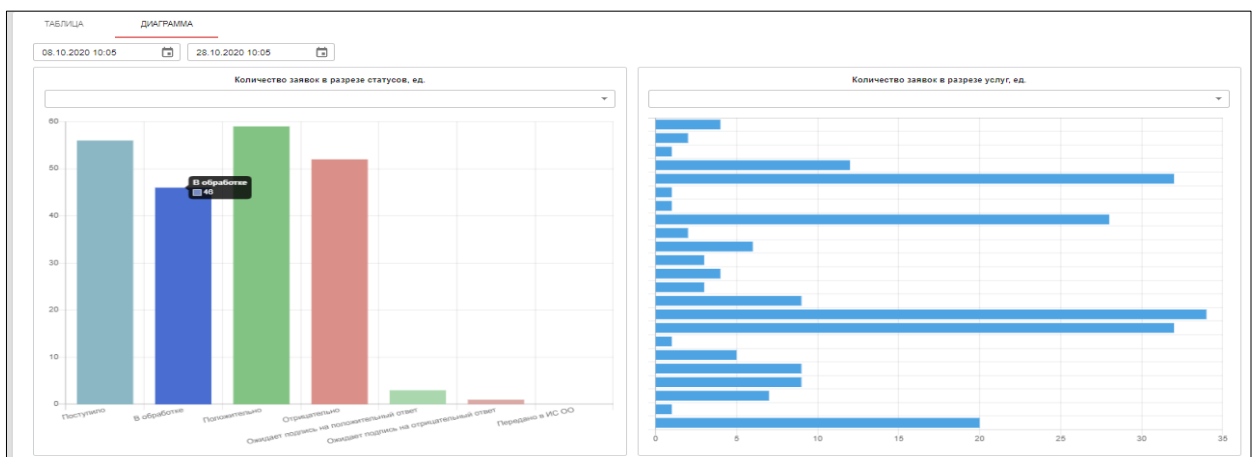 ТАБЛИЦА ДИАГРАММА
08.10.2020 10:05 28.10.2020 10:05
Количество заявок в разрезе статусов, ед.
60
50
40
30
20
10
0
В обработке
46
Поступило
В обработке
Положительно
Отрицательно
Ожидает подпись на положительный ответ
Ожидает подпись на отрицательный ответ
Передано в ИС ОО
Количество заявок в разрезе услуг, ед.
0 5 10 15 20 25 30 35